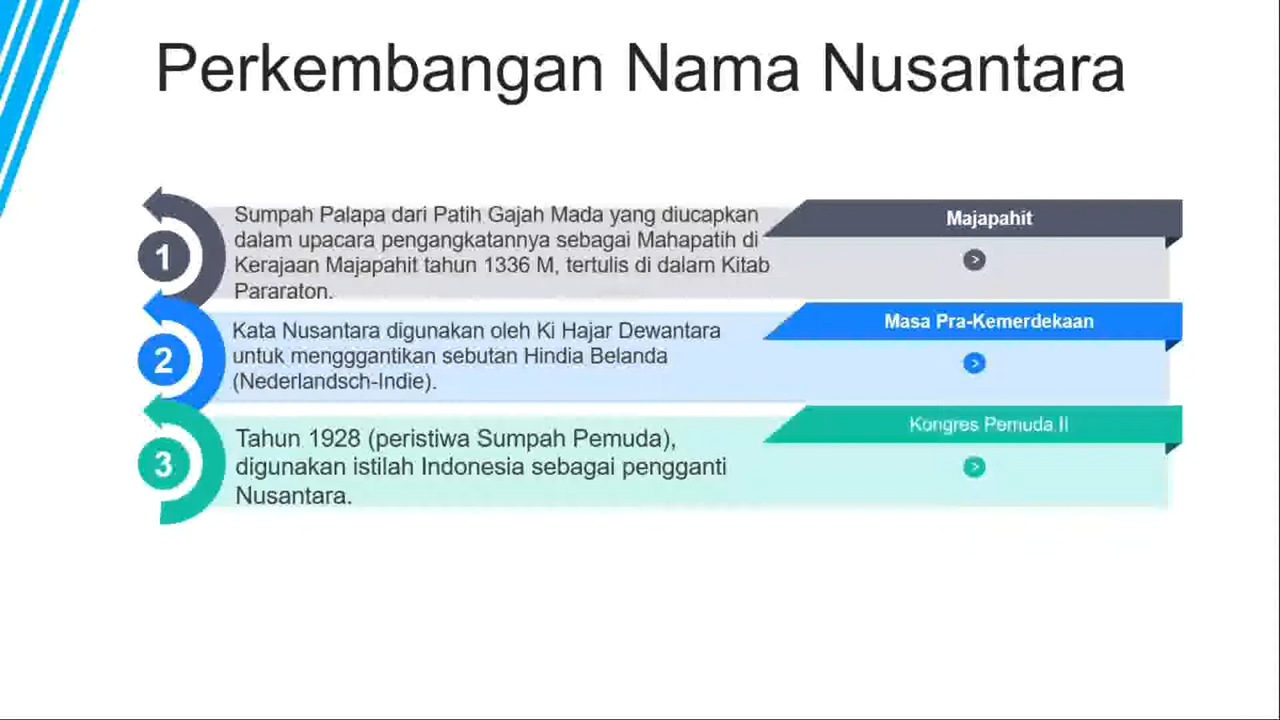 Perkembangan Nama Nusantara
1
Sumpah Palapa dari Patih Gajah Mada yang diucapkan
dalam upacara pengangkatannya sebagai Mahapatih di
Kerajaan Majapahit tahun 1336 M, tertulis di dalam Kitab
Pararaton.
Majapahit
2
Kata Nusantara digunakan oleh Ki Hajar Dewantara
untuk mengggantikan sebutan Hindia Belanda
(Nederlandsch-Indie).
Masa Pra-Kemerdekaan
3
Tahun 1928 (peristiwa Sumpah Pemuda),
digunakan istilah Indonesia sebagai pengganti
Nusantara.
Kongres Pemuda II